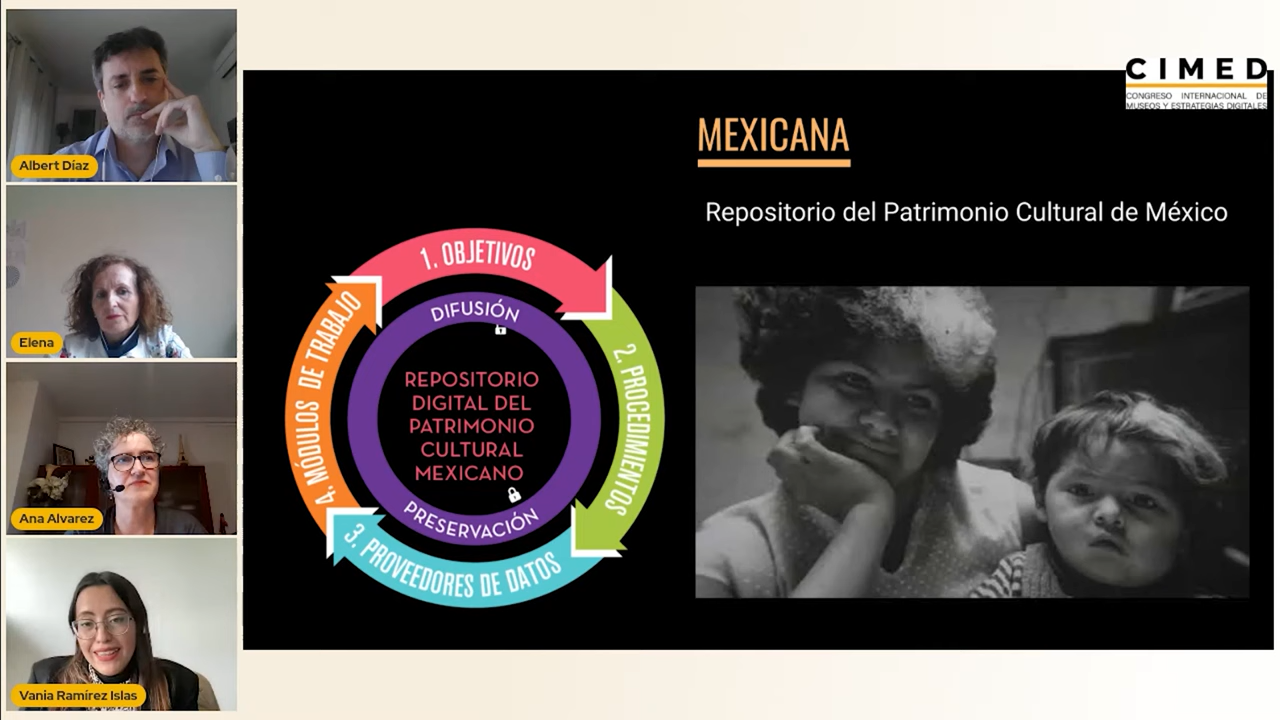 Albert Díaz
Elena
Ana Alvarez
Vania Ramírez Islas
CIMED
CONGRESO INTERNACIONAL DE
MUSEOS Y ESTRATEGIAS DIGITALES
MEXICANA
Repositorio del Patrimonio Cultural de México
1. OBJETIVOS
2. PROCEDIMIENTOS
3. PROVEEDORES DE DATOS
4. MÓDULOS DE TRABAJO
DIFUSIÓN
REPOSITORIO
DIGITAL DEL
PATRIMONIO
CULTURAL
MEXICANO
PRESERVACIÓN